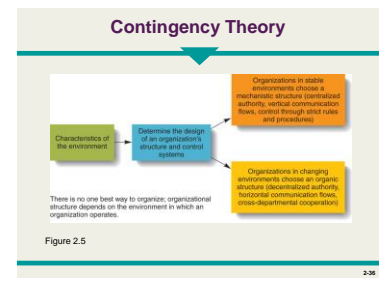 Contingency Theory
Characteristics of
the environment
Determine the design
of an organization's
structure and control
systems
Organizations in stable
environments choose a
mechanistic structure (centralized
authority, vertical communication
flows, control through strict rules
and procedures)
Organizations in changing
environments choose an organic
structure (decentralized authority,
horizontal communication flows,
cross-departmental cooperation)
There is no one best way to organize; organizational
structure depends on the environment in which an
organization operates.
Figure 2.5
2-36